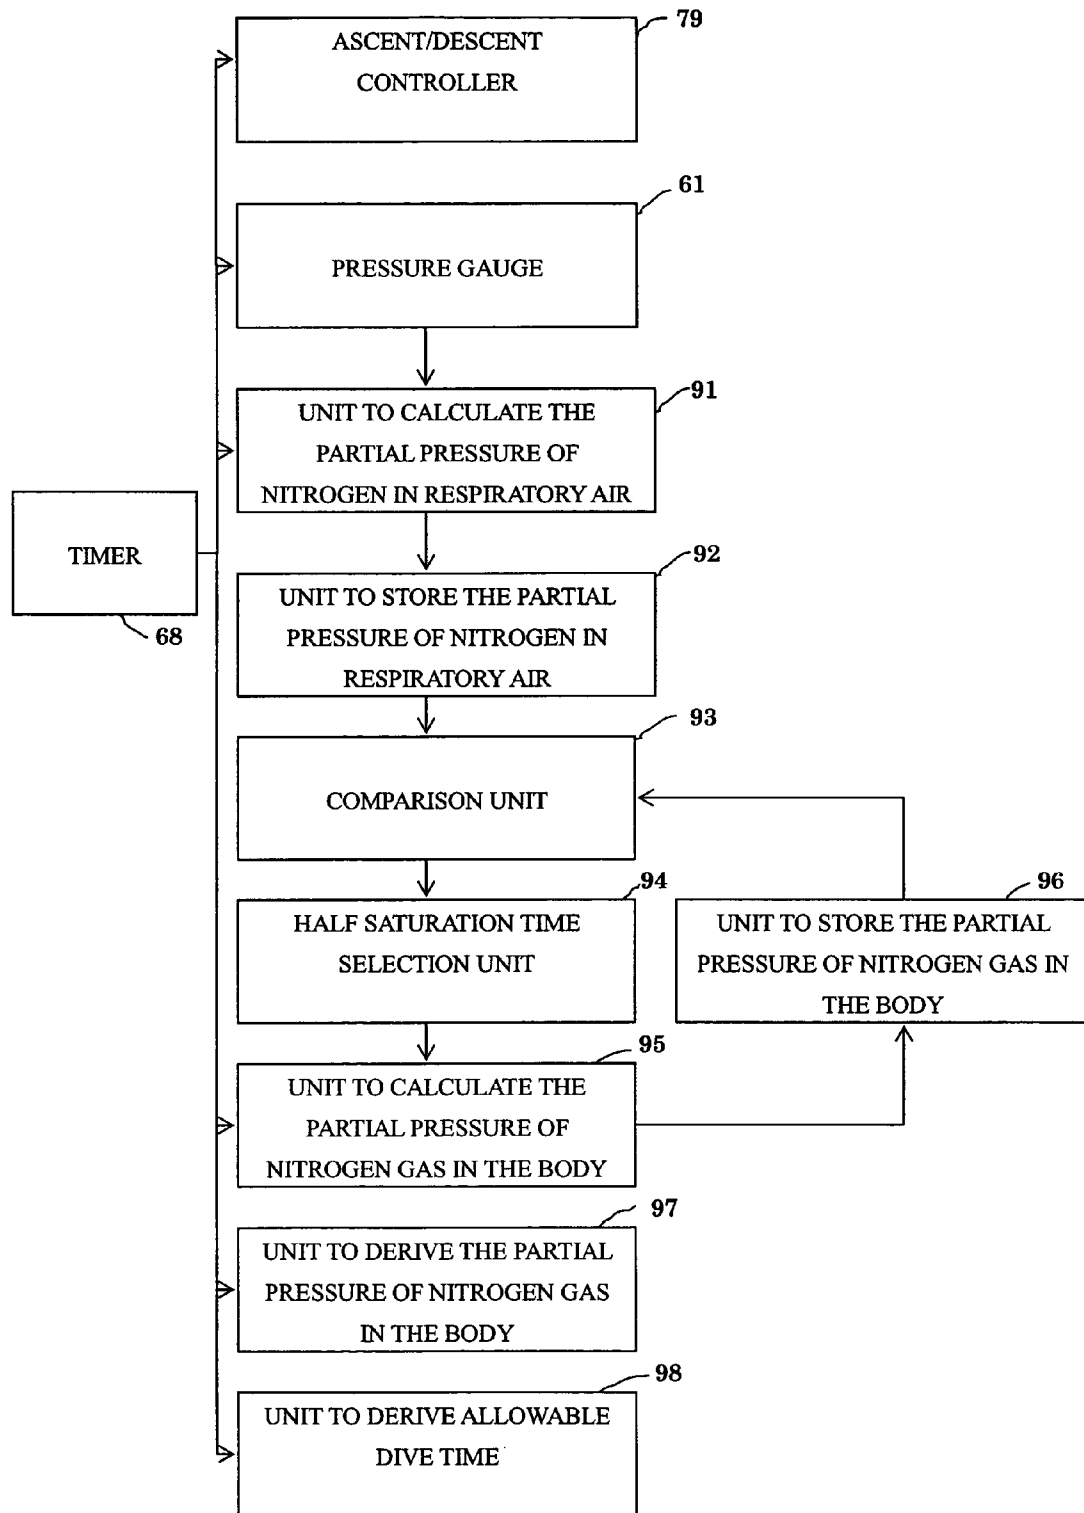 79
ASCENT/DESCENT
CONTROLLER
61
PRESSURE GAUGE
91
UNIT TO CALCULATE THE
PARTIAL PRESSURE OF
NITROGEN IN RESPIRATORY AIR
TIMER
68
92
UNIT TO STORE THE PARTIAL
PRESSURE OF NITROGEN IN
RESPIRATORY AIR
93
COMPARISON UNIT
94
HALF SATURATION TIME
SELECTION UNIT
96
UNIT TO STORE THE PARTIAL
PRESSURE OF NITROGEN GAS IN
THE BODY
95
UNIT TO CALCULATE THE
PARTIAL PRESSURE OF
NITROGEN GAS IN THE BODY
97
UNIT TO DERIVE THE PARTIAL
PRESSURE OF NITROGEN GAS
IN THE BODY
98
UNIT TO DERIVE ALLOWABLE
DIVE TIME